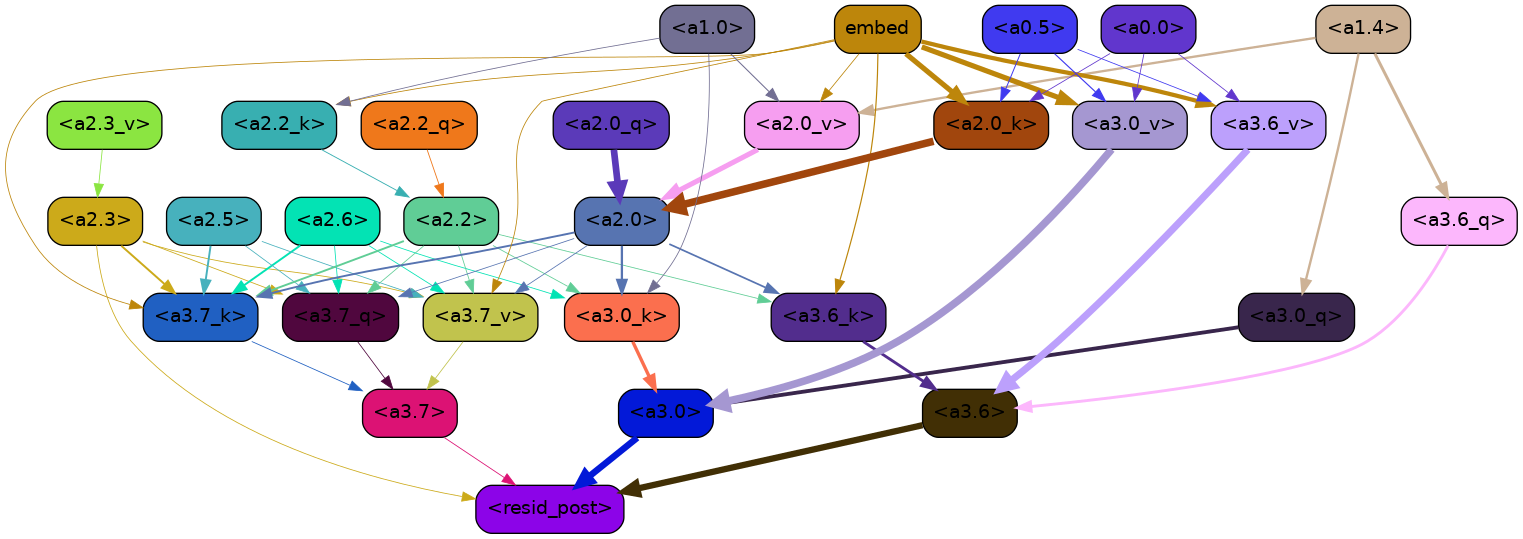 <a1.0> embed <a0.5> <a0.0> <a1.4>
<a2.3_v> <a2.2_k> <a2.2_q> <a2.0_q> <a2.0_v> <a2.0_k> <a3.0_v> <a3.6_v>
<a2.3> <a2.5> <a2.6> <a2.2> <a2.0> <a3.6_q>
<a3.7_k> <a3.7_q> <a3.7_v> <a3.0_k> <a3.6_k> <a3.0_q>
<a3.7> <a3.0> <a3.6>
<resid_post>